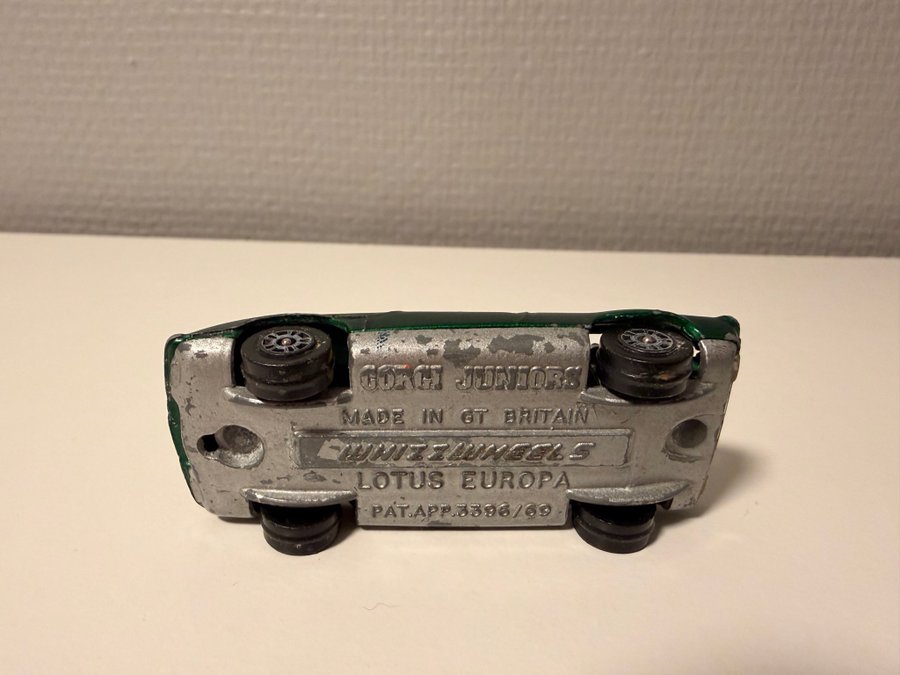 CORGI JUNIORS
MADE IN GT BRITAIN
WHIZZWHEELS
LOTUS EUROPA
PAT.APP.3396/69